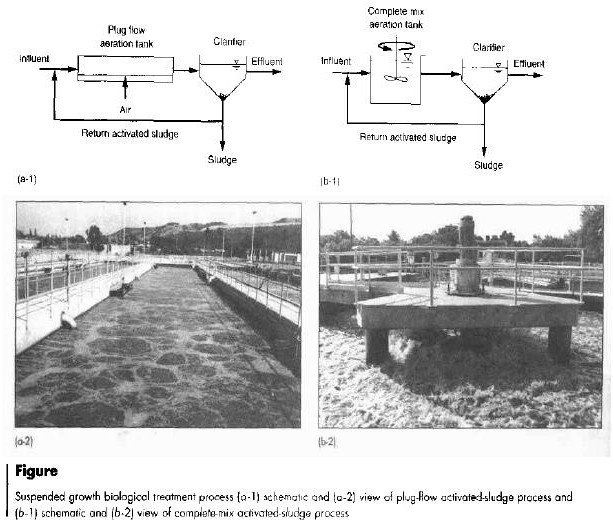 Plug flow
aeration tank
Clarifier
Influent
Effluent
Air
Return activated sludge
Sludge
(a-1)
Complete mix
aeration tank
Clarifier
Influent
Effluent
Return activated sludge
Sludge
(b-1)
(a-2)
(b-2)
Figure
Suspended growth biological treatment process (a-1) schematic and (a-2) view of plug-flow activated-sludge process and
(b-1) schematic and (b-2) view of complete-mix activated-sludge process